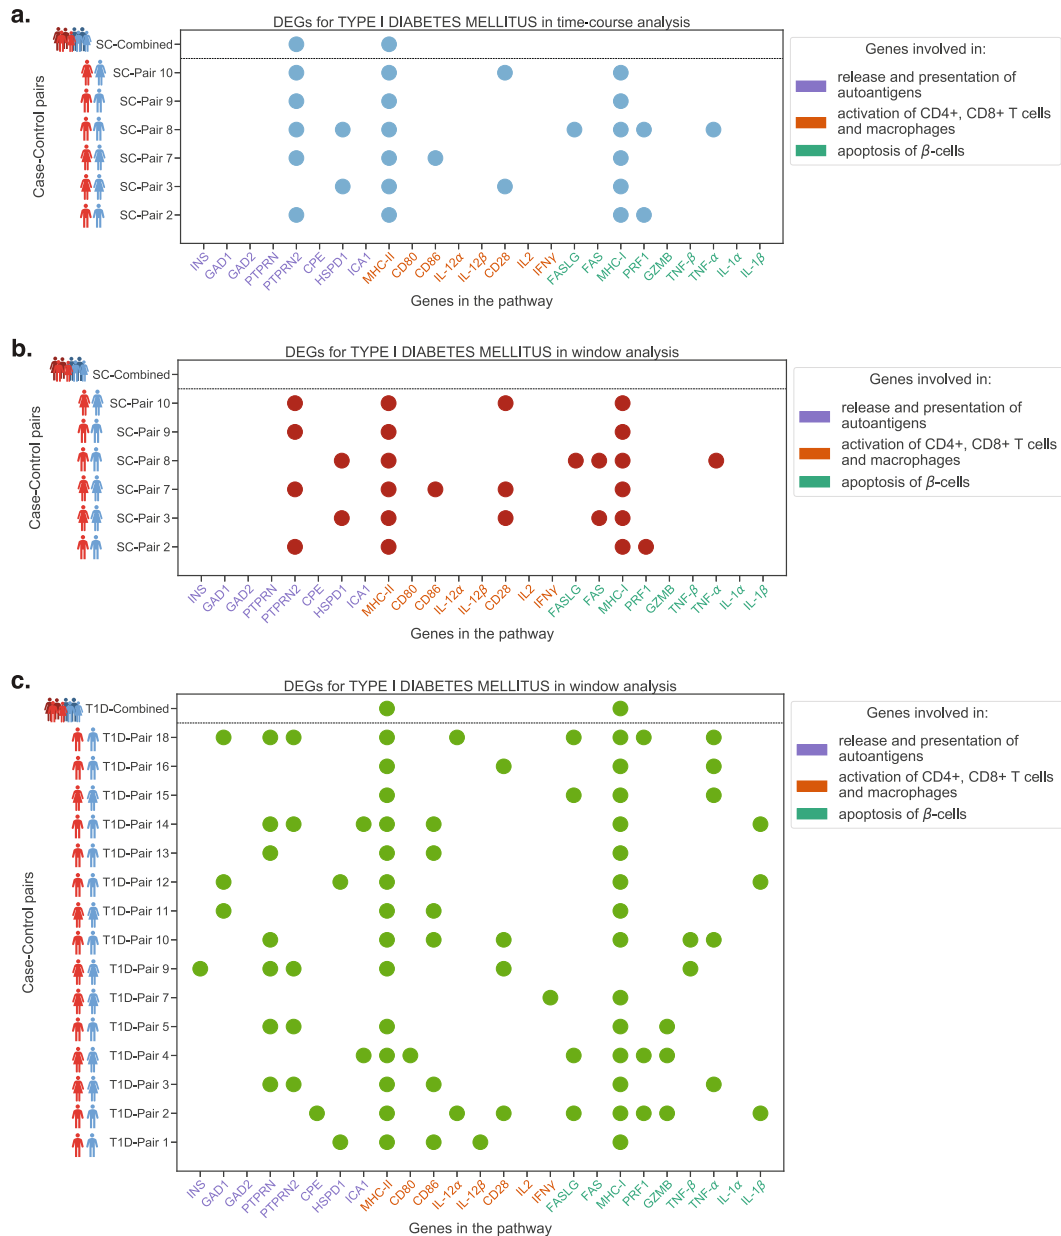 a.
DEGs for TYPE I DIABETES MELLITUS in time-course analysis
Case-Control pairs
SC-Combined
SC-Pair 10
SC-Pair 9
SC-Pair 8
SC-Pair 7
SC-Pair 3
SC-Pair 2
INS GAD1 GAD2 PTPRN PTPRN2 CPE HSPD1 ICA1 MHC-II CD80 CD86 IL-12α IL-12β CD28 IL2 IFNγ FASLG FAS MHC-I PRF1 GZMB TNF-β TNF-α IL-1α IL-1β
Genes in the pathway
Genes involved in:
release and presentation of
autoantigens
activation of CD4+, CD8+ T cells
and macrophages
apoptosis of β-cells
b.
DEGs for TYPE I DIABETES MELLITUS in window analysis
Case-Control pairs
SC-Combined
SC-Pair 10
SC-Pair 9
SC-Pair 8
SC-Pair 7
SC-Pair 3
SC-Pair 2
INS GAD1 GAD2 PTPRN PTPRN2 CPE HSPD1 ICA1 MHC-II CD80 CD86 IL-12α IL-12β CD28 IL2 IFNγ FASLG FAS MHC-I PRF1 GZMB TNF-β TNF-α IL-1α IL-1β
Genes in the pathway
Genes involved in:
release and presentation of
autoantigens
activation of CD4+, CD8+ T cells
and macrophages
apoptosis of β-cells
c.
DEGs for TYPE I DIABETES MELLITUS in window analysis
Case-Control pairs
T1D-Combined
T1D-Pair 18
T1D-Pair 16
T1D-Pair 15
T1D-Pair 14
T1D-Pair 13
T1D-Pair 12
T1D-Pair 11
T1D-Pair 10
T1D-Pair 9
T1D-Pair 7
T1D-Pair 5
T1D-Pair 4
T1D-Pair 3
T1D-Pair 2
T1D-Pair 1
INS GAD1 GAD2 PTPRN PTPRN2 CPE HSPD1 ICA1 MHC-II CD80 CD86 IL-12α IL-12β CD28 IL2 IFNγ FASLG FAS MHC-I PRF1 GZMB TNF-β TNF-α IL-1α IL-1β
Genes in the pathway
Genes involved in:
release and presentation of
autoantigens
activation of CD4+, CD8+ T cells
and macrophages
apoptosis of β-cells